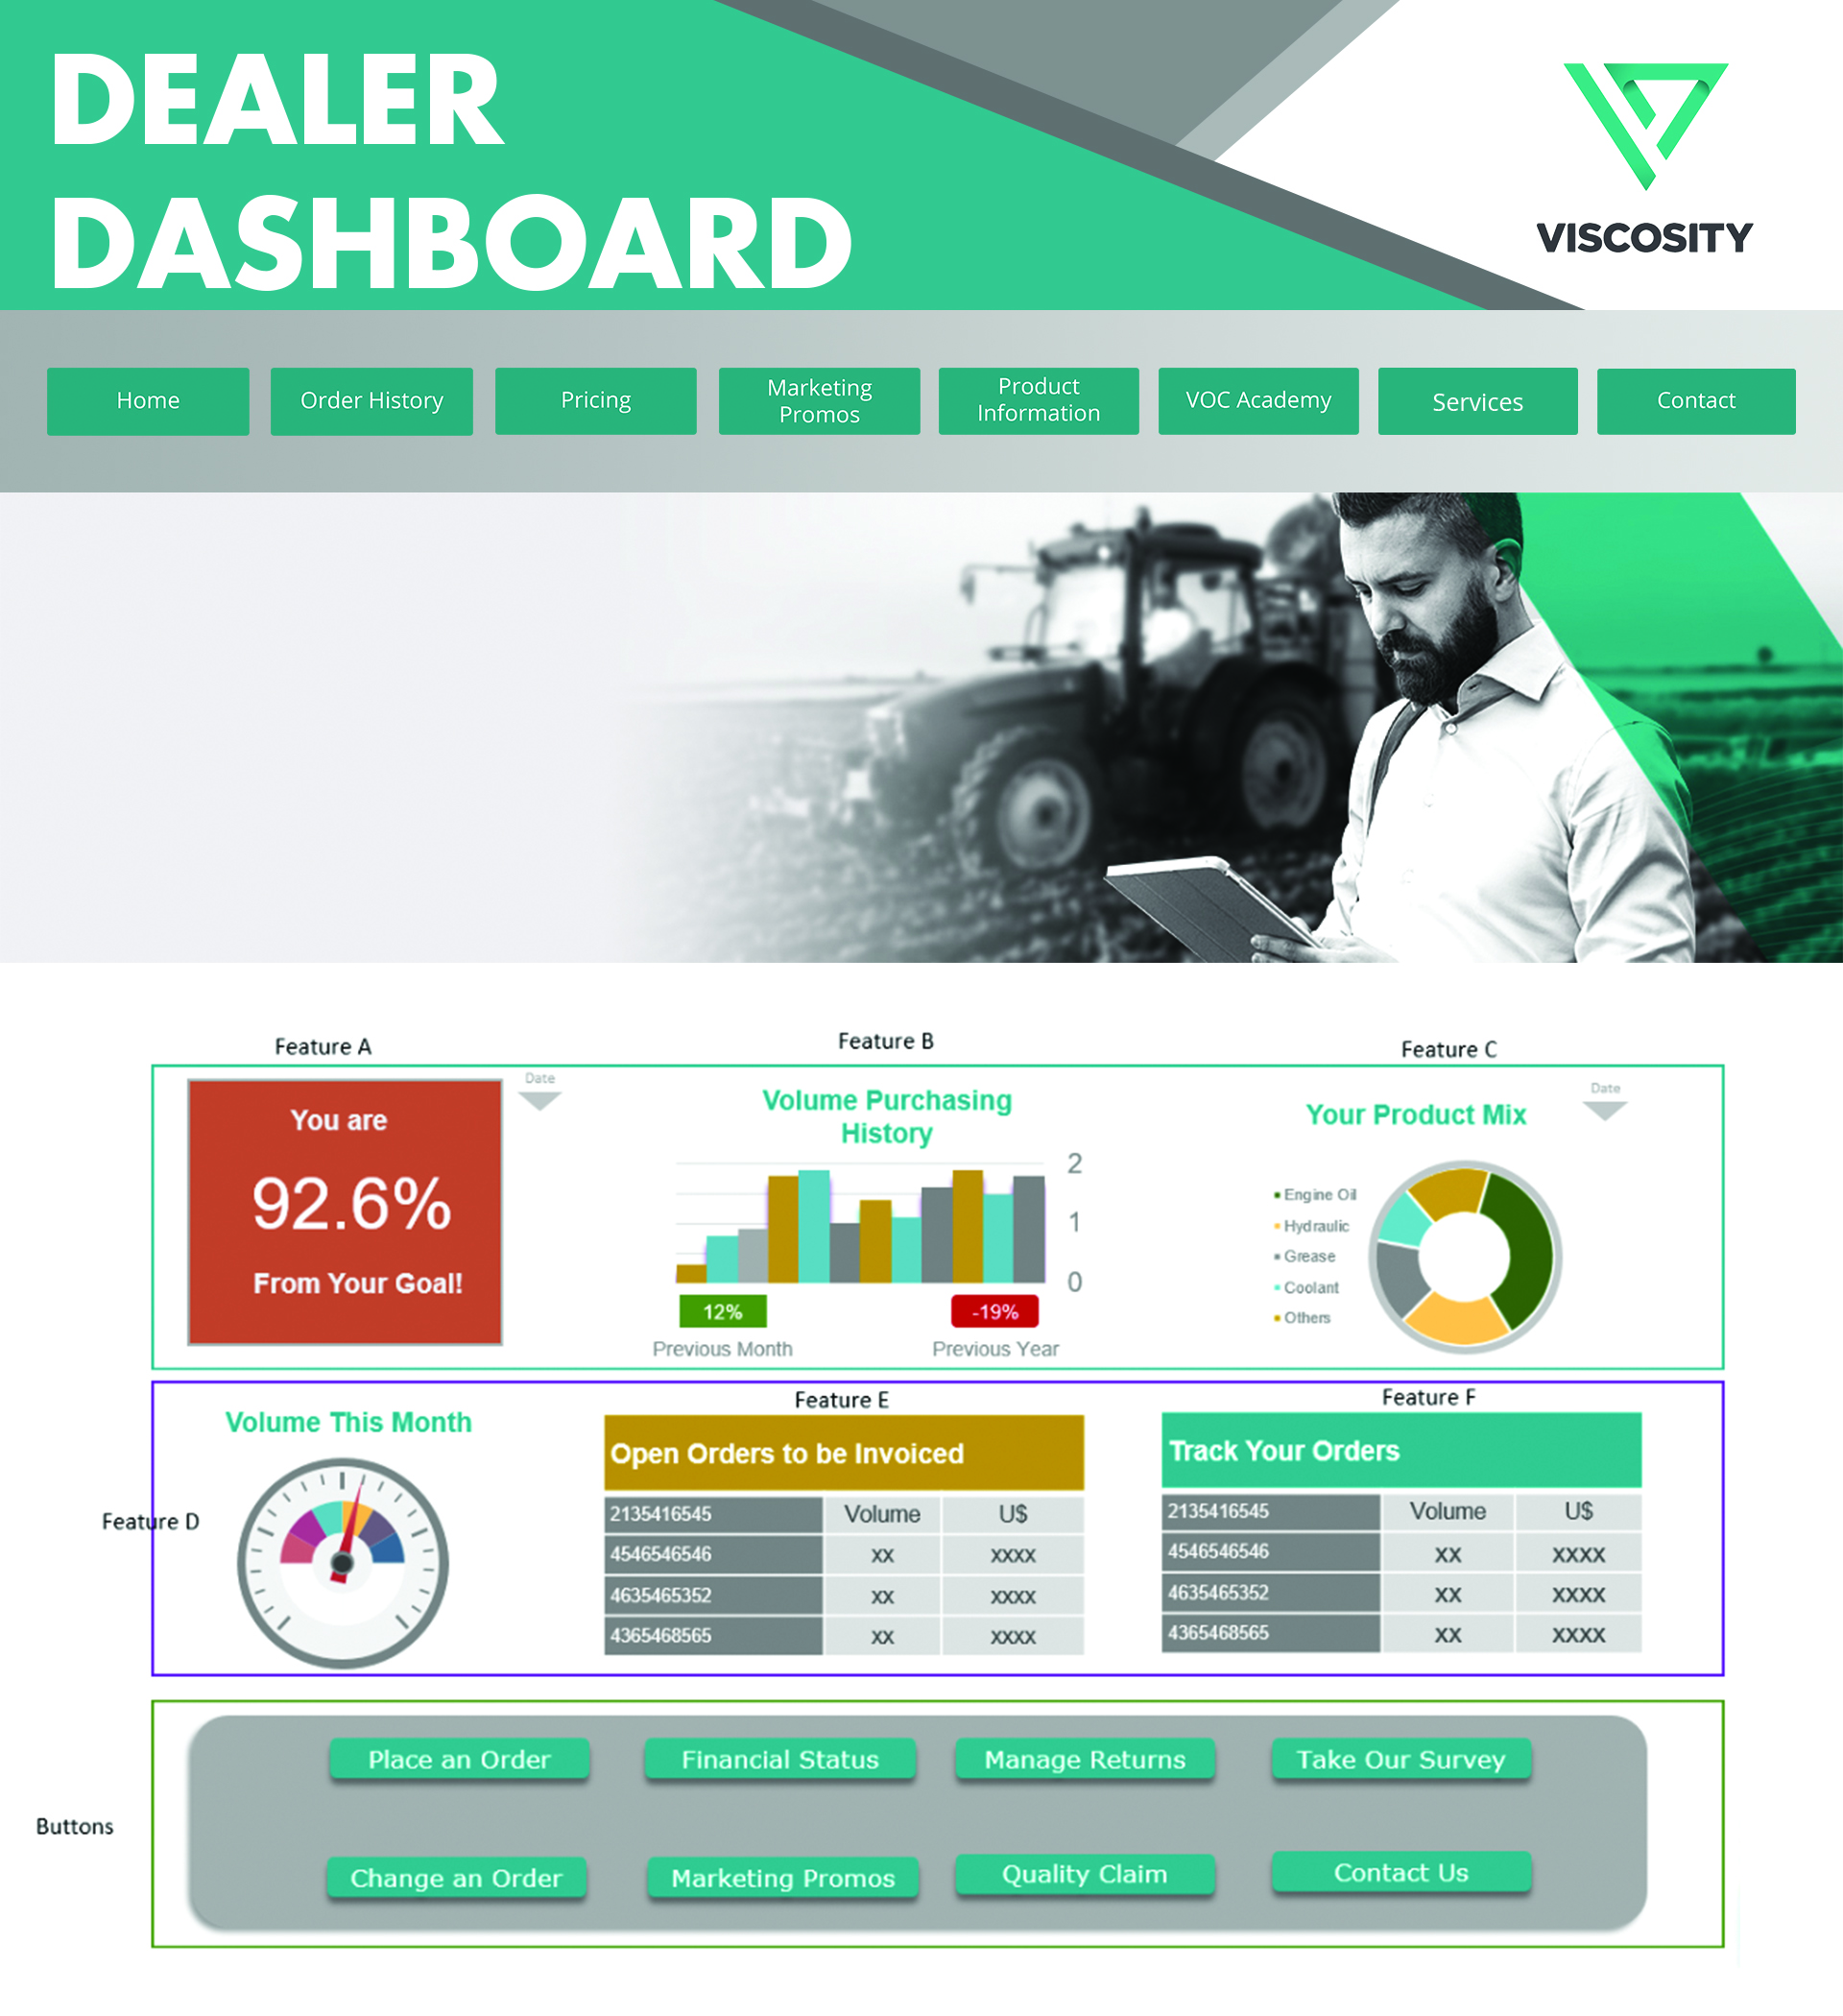 DEALER
DASHBOARD
VISCOSITY
Home
Order History
Pricing
Marketing
Promos
Product
Information
VOC Academy
Services
Contact
Feature A
Feature B
Feature C
You are
92.6%
From Your Goal!
Date
Volume Purchasing
History
2
1
0
12%
-19%
Previous Month
Previous Year
Date
Your Product Mix
Engine Oil
Hydraulic
Grease
Coolant
Others
Feature D
Volume This Month
Feature E
Open Orders to be Invoiced
2135416545 Volume U$
4546546546 XX XXXX
4635465352 XX XXXX
4365468565 XX XXXX
Feature F
Track Your Orders
2135416545 Volume U$
4546546546 XX XXXX
4635465352 XX XXXX
4365468565 XX XXXX
Buttons
Place an Order
Financial Status
Manage Returns
Take Our Survey
Change an Order
Marketing Promos
Quality Claim
Contact Us